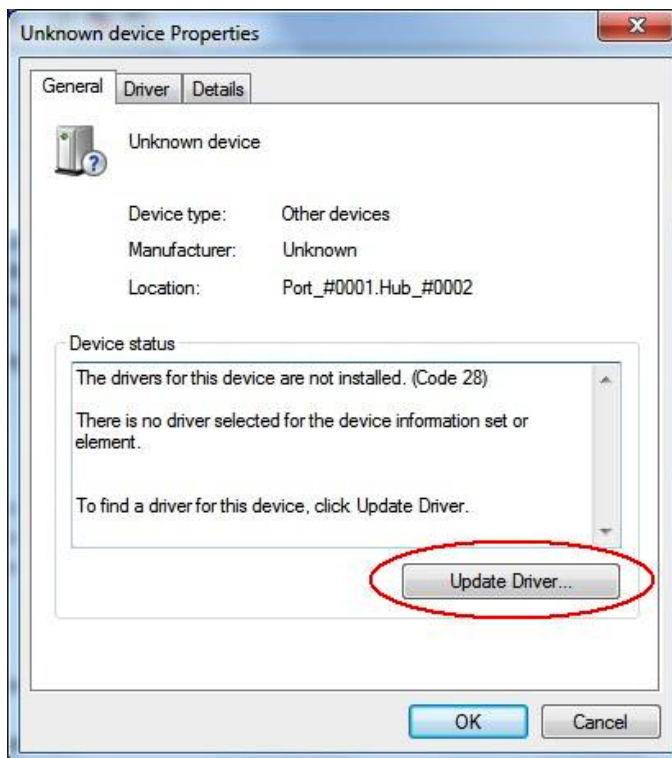 Unknown device Properties
General Driver Details
Unknown device
Device type: Other devices
Manufacturer: Unknown
Location: Port_#0001.Hub_#0002
Device status
The drivers for this device are not installed. (Code 28)
There is no driver selected for the device information set or
element.
To find a driver for this device, click Update Driver.
Update Driver...
OK Cancel